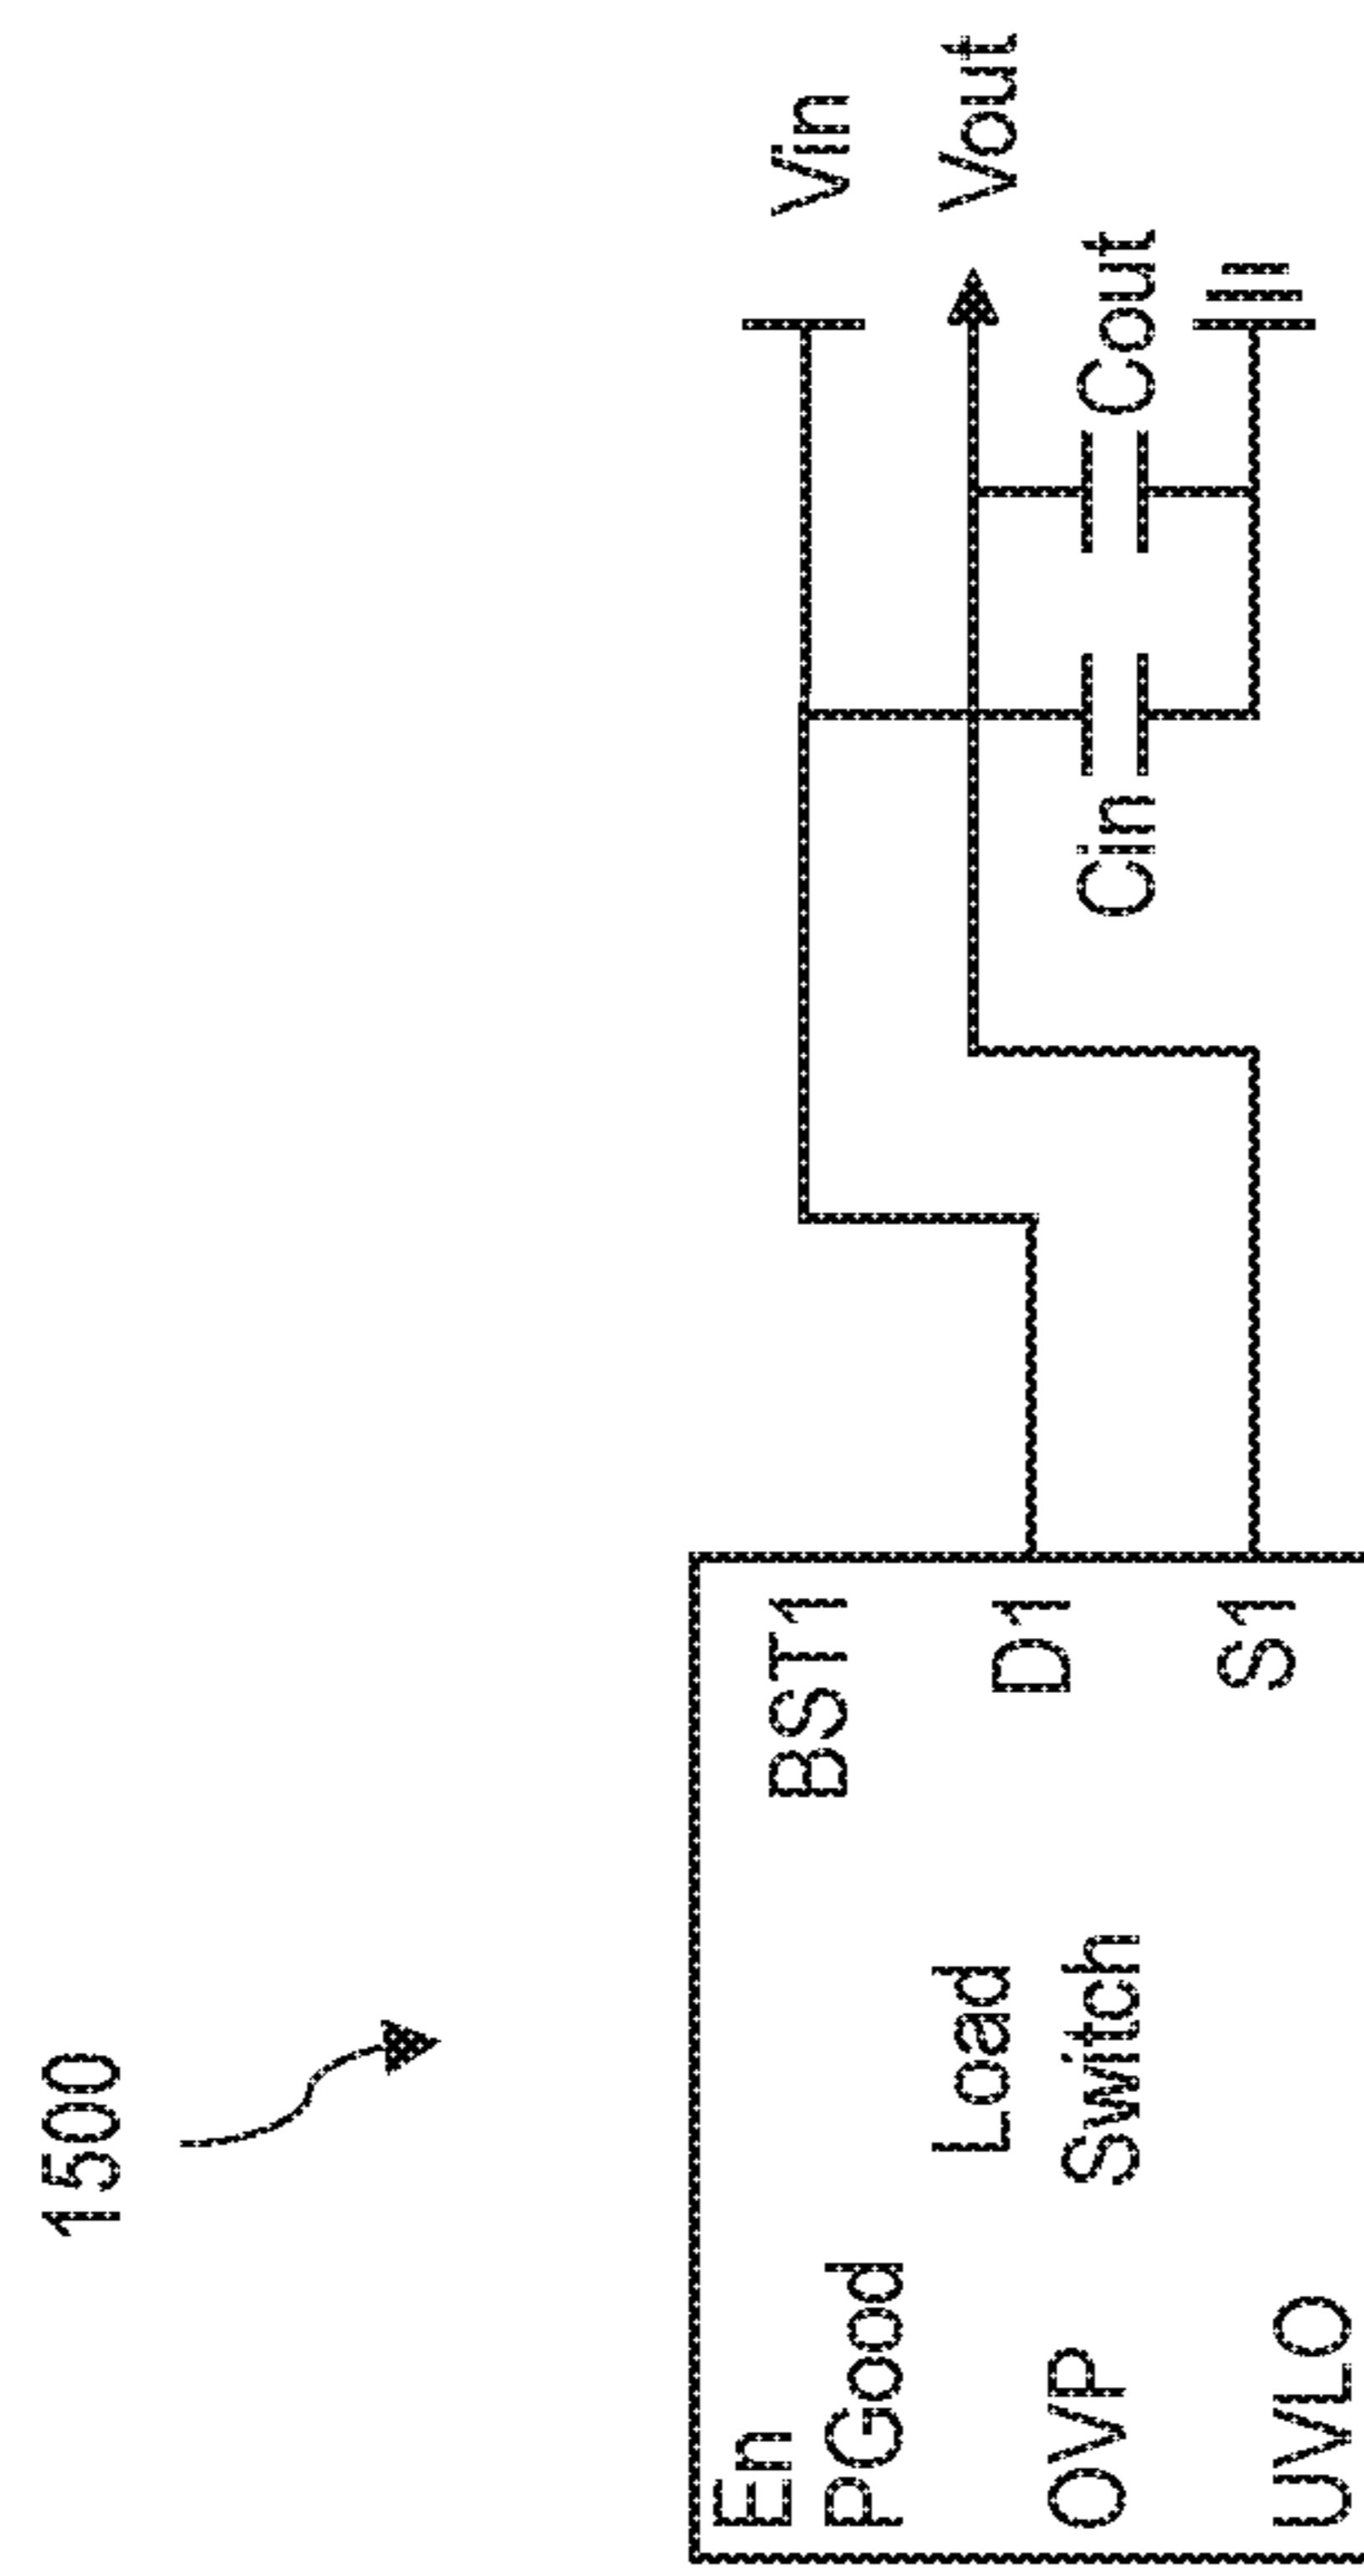 1500
En
BST1
PGood
Load
Switch
OVP
D1
UVLO
S1
Vin
Vout
Cin
Cout